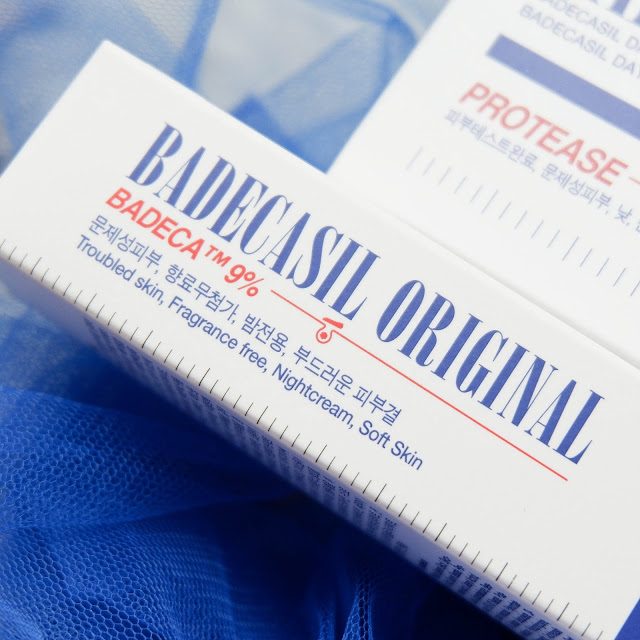 BADECASIL D
BADECASIL DA
PROTEASE
피부테스트완료, 문제성피부, 낮,
BADECASIL ORIGINAL
BADECA™ 9%
문제성피부, 향료무첨가, 밤전용, 부드러운 피부결
Troubled skin, Fragrance free, Nightcream, Soft Skin